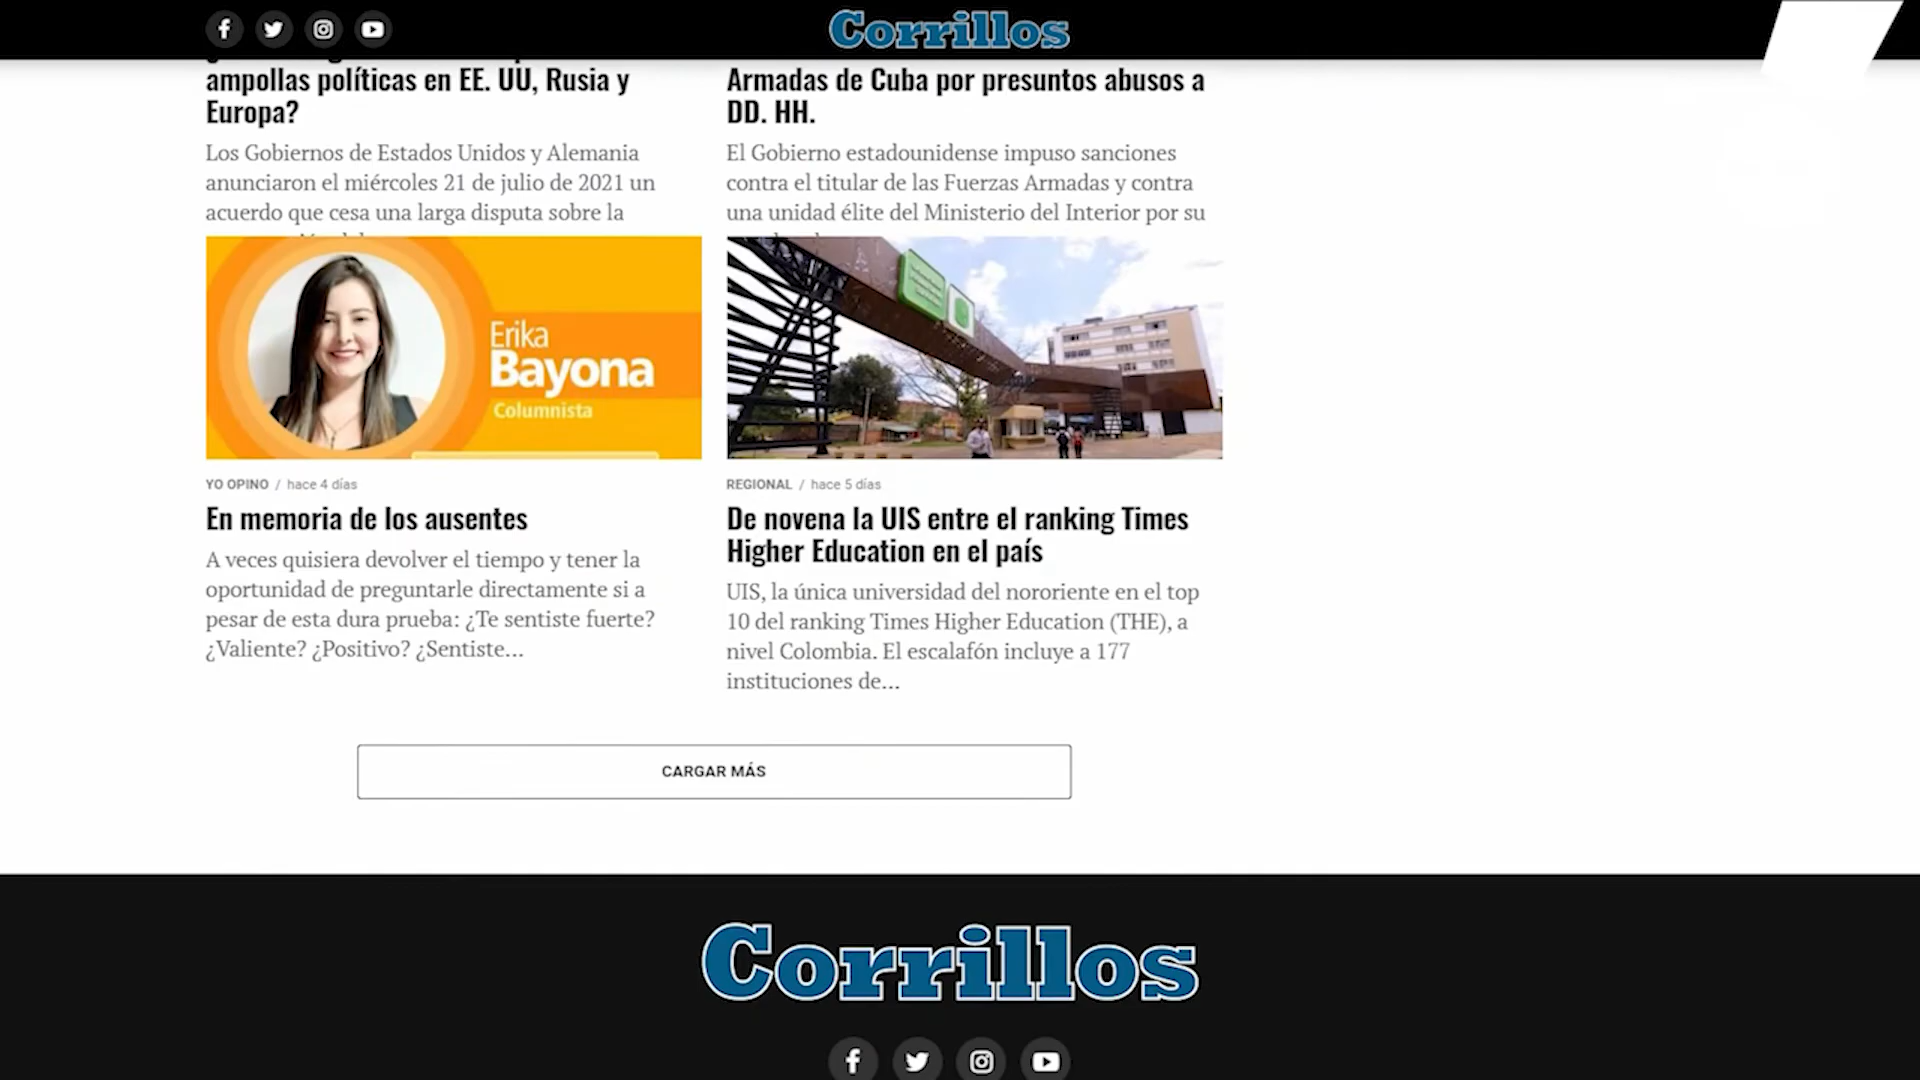 Corrillos
ampollas políticas en EE. UU, Rusia y
Europa?
Los Gobiernos de Estados Unidos y Alemania
anunciaron el miércoles 21 de julio de 2021 un
acuerdo que cesa una larga disputa sobre la
Armadas de Cuba por presuntos abusos a
DD. HH.
El Gobierno estadounidense impuso sanciones
contra el titular de las Fuerzas Armadas y contra
una unidad élite del Ministerio del Interior por su
Erika
Bayona
Columnista
YO OPINO / hace 4 días
En memoria de los ausentes
A veces quisiera devolver el tiempo y tener la
oportunidad de preguntarle directamente si a
pesar de esta dura prueba: ¿Te sentiste fuerte?
¿Valiente? ¿Positivo? ¿Sentiste...
REGIONAL / hace 5 días
De novena la UIS entre el ranking Times
Higher Education en el país
UIS, la única universidad del nororiente en el top
10 del ranking Times Higher Education (THE), a
nivel Colombia. El escalafón incluye a 177
instituciones de...
CARGAR MÁS
Corrillos